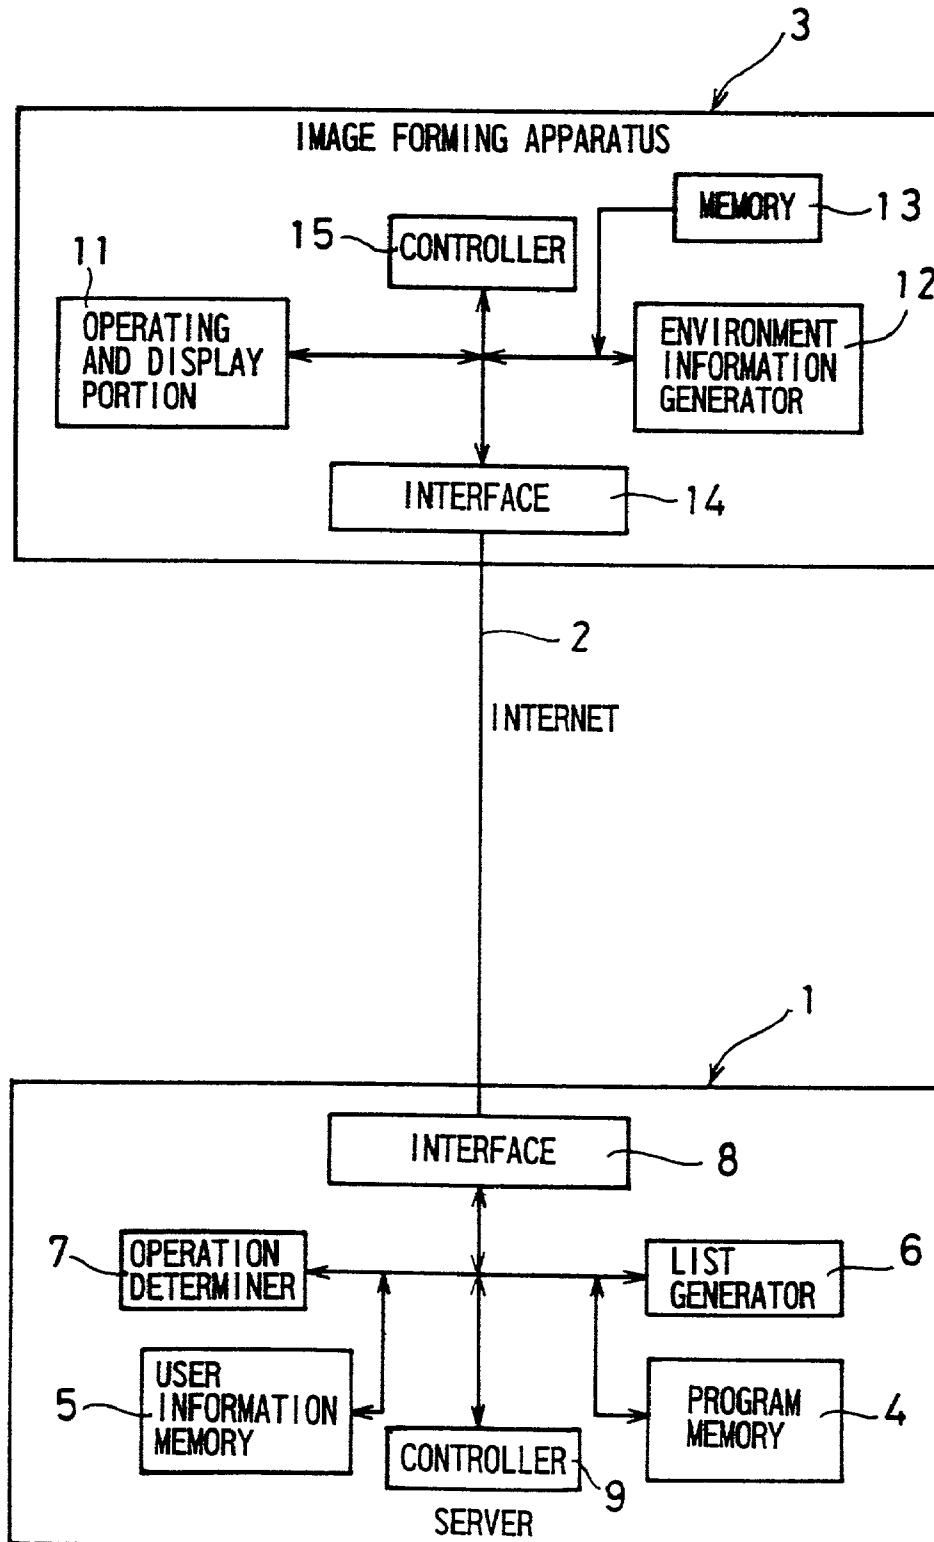 3
IMAGE FORMING APPARATUS
MEMORY
13
15
CONTROLLER
11
12
OPERATING
AND DISPLAY
PORTION
ENVIRONMENT
INFORMATION
GENERATOR
INTERFACE
14
2
INTERNET
1
INTERFACE
8
7
OPERATION
DETERMINER
LIST
GENERATOR
6
5
USER
INFORMATION
MEMORY
PROGRAM
MEMORY
4
CONTROLLER
9
SERVER